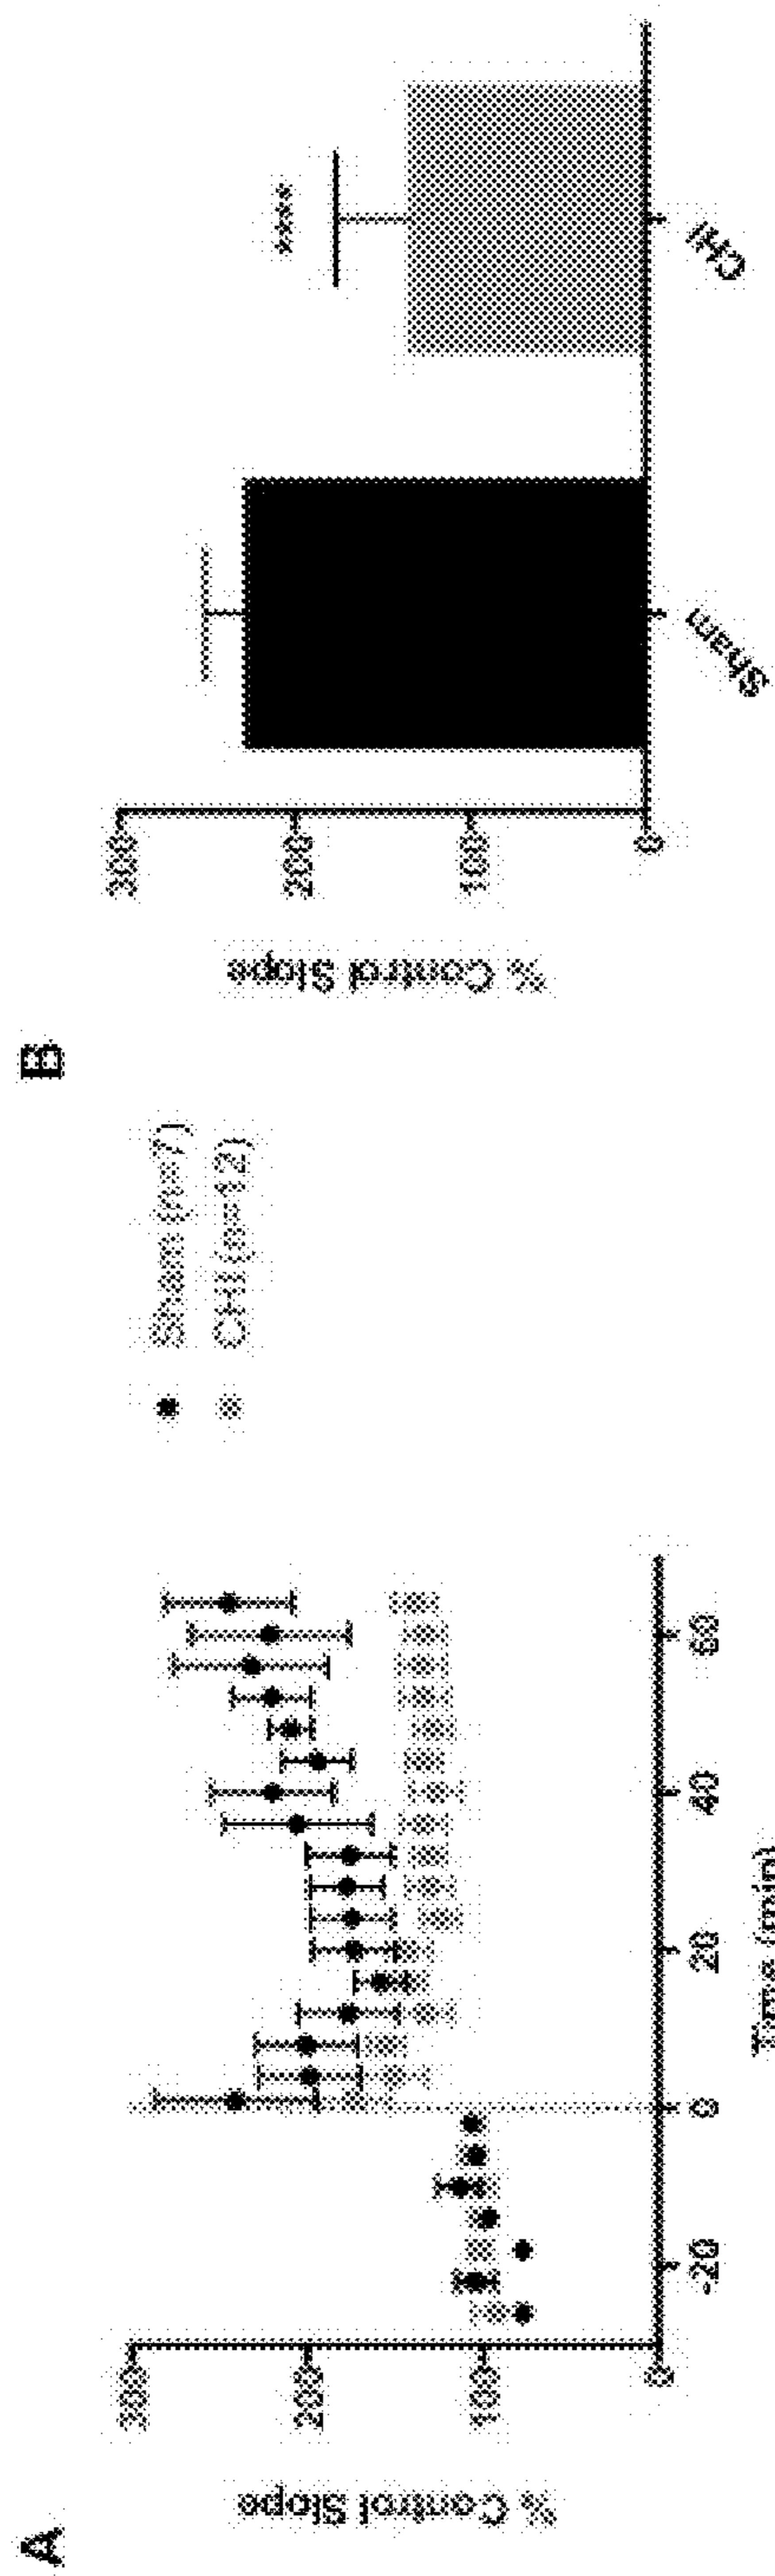 A
% Control Slope
300
200
100
0
-20
0
20
40
60
Time (min)
Sham (n=7)
CHI (n=12)
B
% Control Slope
300
200
100
0
Sham
CHI
****